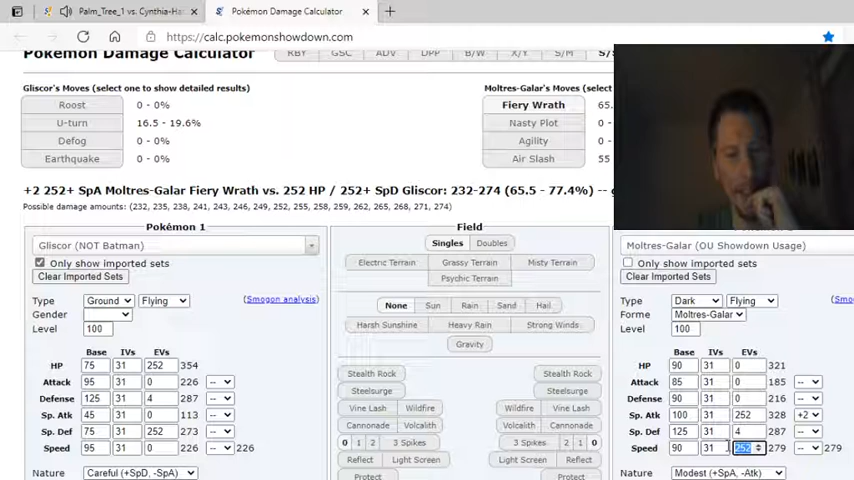 Palm_Tree_1 vs. Cynthia-Ha
Pokémon Damage Calculator
https://calc.pokemonshowdown.com
Pokémon Damage Calculator
RBY GSC ADV DPP B/W X/Y S/M S/S
Gliscor's Moves (select one to show detailed results)
Roost 0 - 0%
U-turn 16.5 - 19.6%
Defog 0 - 0%
Earthquake 0 - 0%
Moltres-Galar's Moves (select
Fiery Wrath 65.
Nasty Plot 0 -
Agility 0 -
Air Slash 55
+2 252+ SpA Moltres-Galar Fiery Wrath vs. 252 HP / 252+ SpD Gliscor: 232-274 (65.5 - 77.4%) -- g
Possible damage amounts: (232, 235, 238, 241, 243, 246, 249, 252, 255, 258, 259, 262, 265, 268, 271, 274)
Pokémon 1
Gliscor (NOT Batman)
Only show imported sets
Clear Imported Sets
Type Ground Flying (Smogon analysis)
Gender
Level 100
Base IVs EVs
HP 75 31 252 354
Attack 95 31 0 226 --
Defense 125 31 4 287 --
Sp. Atk 45 31 0 113 --
Sp. Def 75 31 252 273 --
Speed 95 31 0 226 -- 226
Nature Careful (+SpD, -SpA)
Field
Singles Doubles
Electric Terrain Grassy Terrain Misty Terrain
Psychic Terrain
None Sun Rain Sand Hail
Harsh Sunshine Heavy Rain Strong Winds
Gravity
Stealth Rock Stealth Rock
Steelsurge Steelsurge
Vine Lash Wildfire Wildfire Vine Lash
Cannonade Volcalith Volcalith Cannonade
0 1 2 3 Spikes 3 Spikes 2 1 0
Reflect Light Screen Light Screen Reflect
Protect Protect
Moltres-Galar (OU Showdown Usage)
Only show imported sets
Clear Imported Sets
Type Dark Flying (Smo
Forme Moltres-Galar
Level 100
Base IVs EVs
HP 90 31 0 321
Attack 85 31 0 185 --
Defense 90 31 0 216 --
Sp. Atk 100 31 252 328 +2
Sp. Def 125 31 4 287 --
Speed 90 31 252 279 -- 279
Nature Modest (+SpA, -Atk)